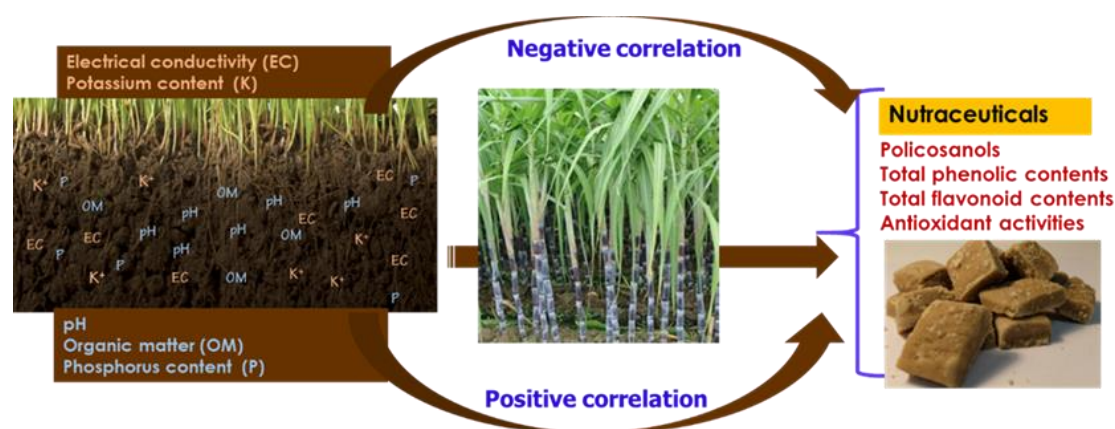 Electrical conductivity (EC)
Potassium content (K)
Negative correlation
Nutraceuticals
Policosanols
Total phenolic contents
Total flavonoid contents
Antioxidant activities
K⁺ P K⁺ OM pH pH EC pH EC P
EC P EC pH pH pH OM EC K⁺ EC
K⁺ P EC OM K⁺ K⁺ P
pH
Organic matter (OM)
Phosphorus content (P)
Positive correlation